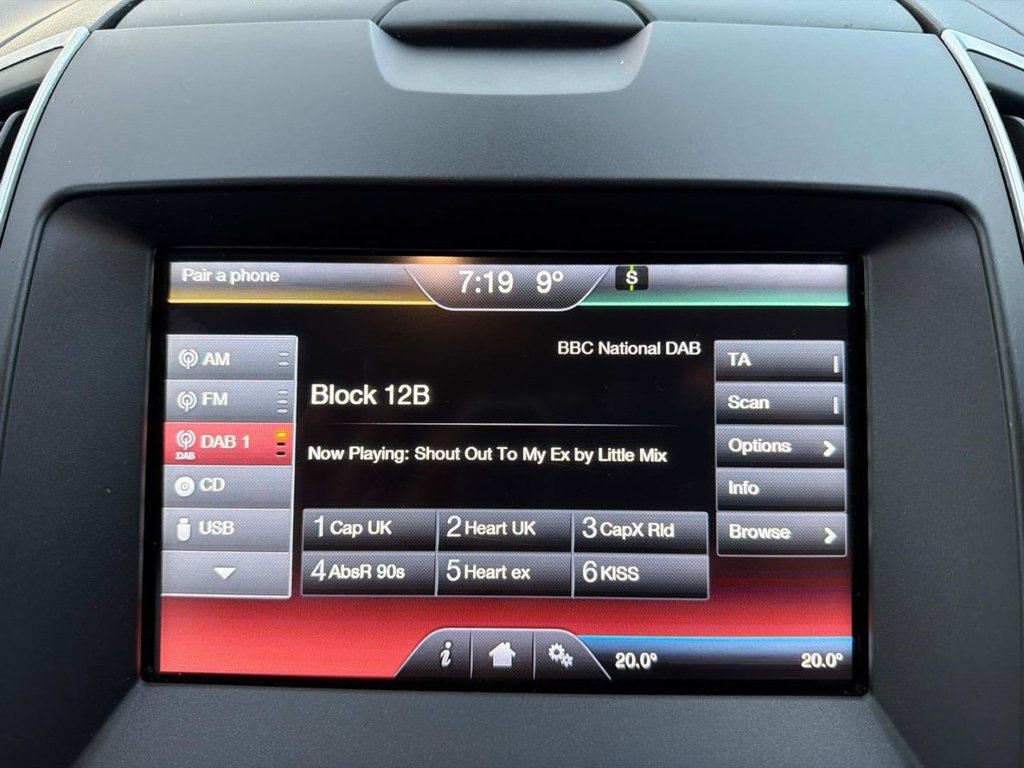 Pair a phone
7:19 9°
S
AM
FM
DAB 1
DAB
CD
USB
BBC National DAB
Block 12B
Now Playing: Shout Out To My Ex by Little Mix
1 Cap UK
2 Heart UK
3 CapX Rld
4 AbsR 90s
5 Heart ex
6 KISS
TA
Scan
Options
Info
Browse
i
20.0°
20.0°